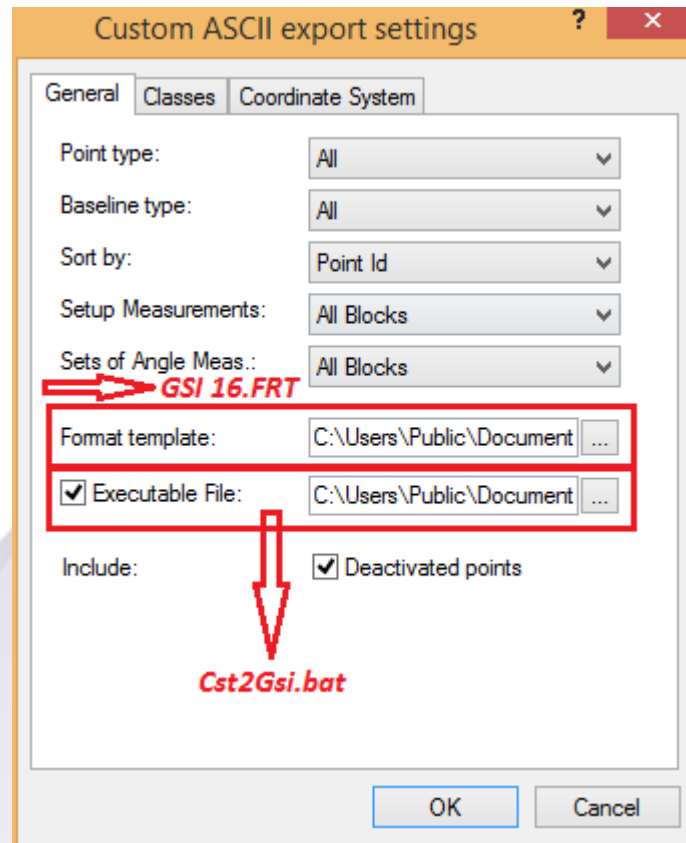 Custom ASCII export settings ? ×
General Classes Coordinate System
Point type: All
Baseline type: All
Sort by: Point Id
Setup Measurements: All Blocks
Sets of Angle Meas.: All Blocks
GSI 16.FRT
Format template: C:\Users\Public\Document ...
Executable File: C:\Users\Public\Document ...
Include: Deactivated points
Cst2Gsi.bat
OK Cancel